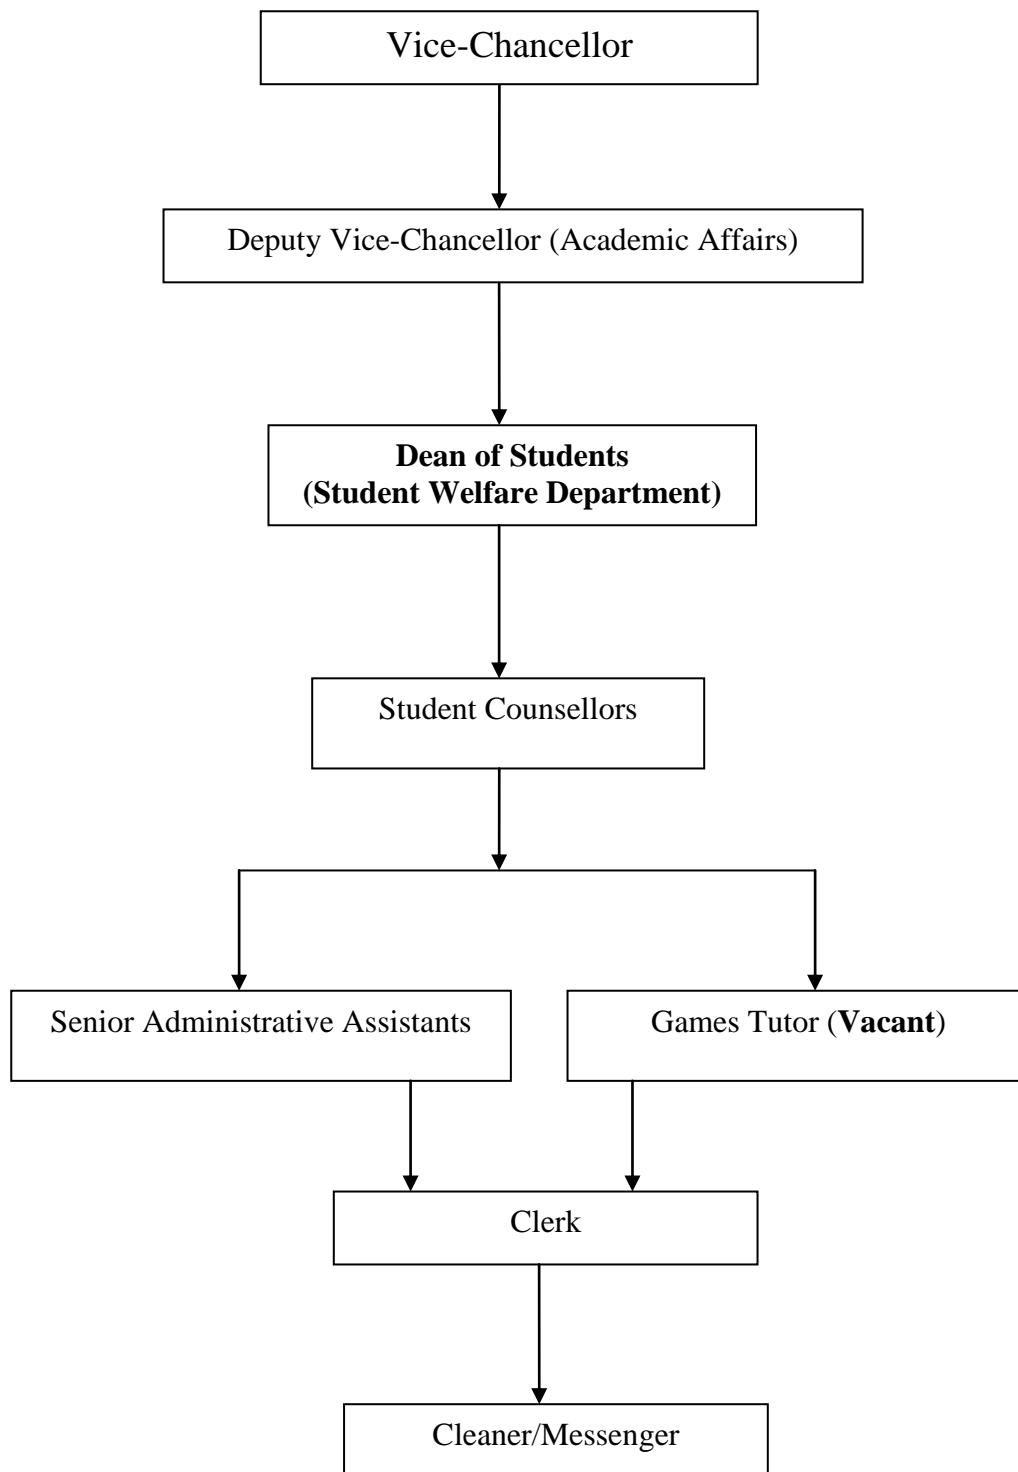 Vice-Chancellor
Deputy Vice-Chancellor (Academic Affairs)
Dean of Students
(Student Welfare Department)
Student Counsellors
Senior Administrative Assistants
Games Tutor (Vacant)
Clerk
Cleaner/Messenger